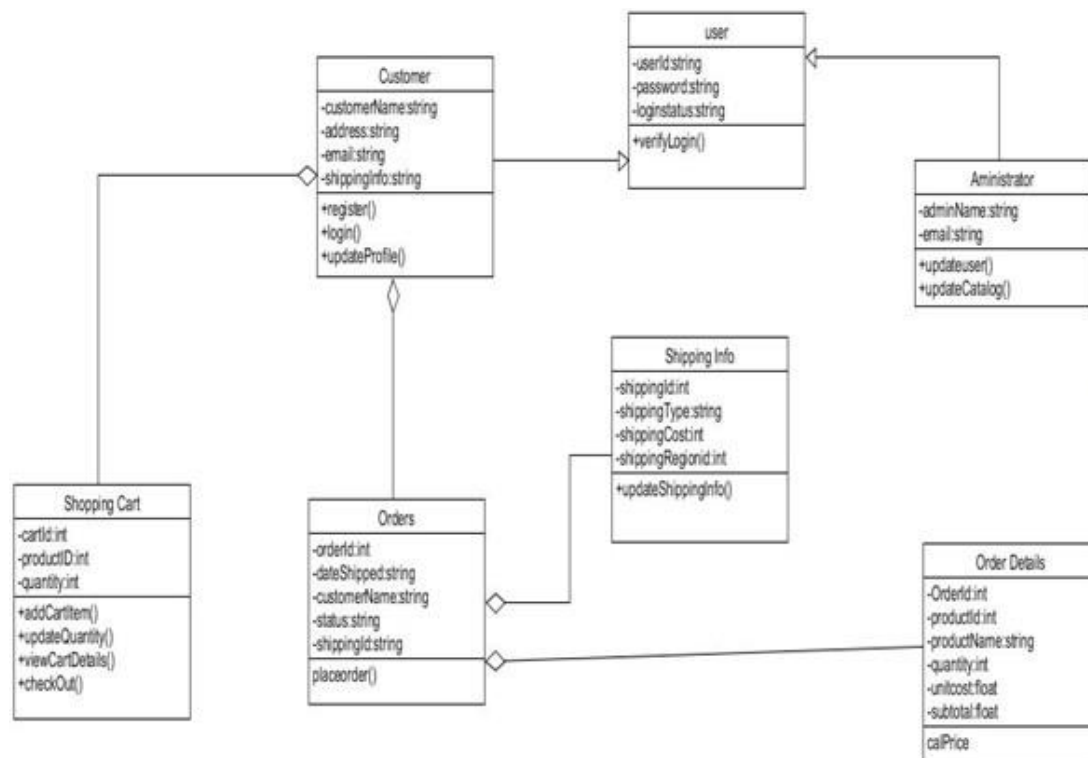 user
-userId:string
-password:string
-loginstatus:string
+verifyLogin()
Customer
-customerName:string
-address:string
-email:string
-shippingInfo:string
+register()
+login()
+updateProfile()
Aministrator
-adminName:string
-email:string
+updateuser()
+updateCatalog()
Shipping Info
-shippingId:int
-shippingType:string
-shippingCost:int
-shippingRegionid:int
+updateShippingInfo()
Shopping Cart
-cartId:int
-productID:int
-quantity:int
+addCartItem()
+updateQuantity()
+viewCartDetails()
+checkOut()
Orders
-orderId:int
-dateShipped:string
-customerName:string
-status:string
-shippingId:string
placeorder()
Order Details
-OrderId:int
-productId:int
-productName:string
-quantity:int
-unitcost:float
-subtotal:float
calPrice